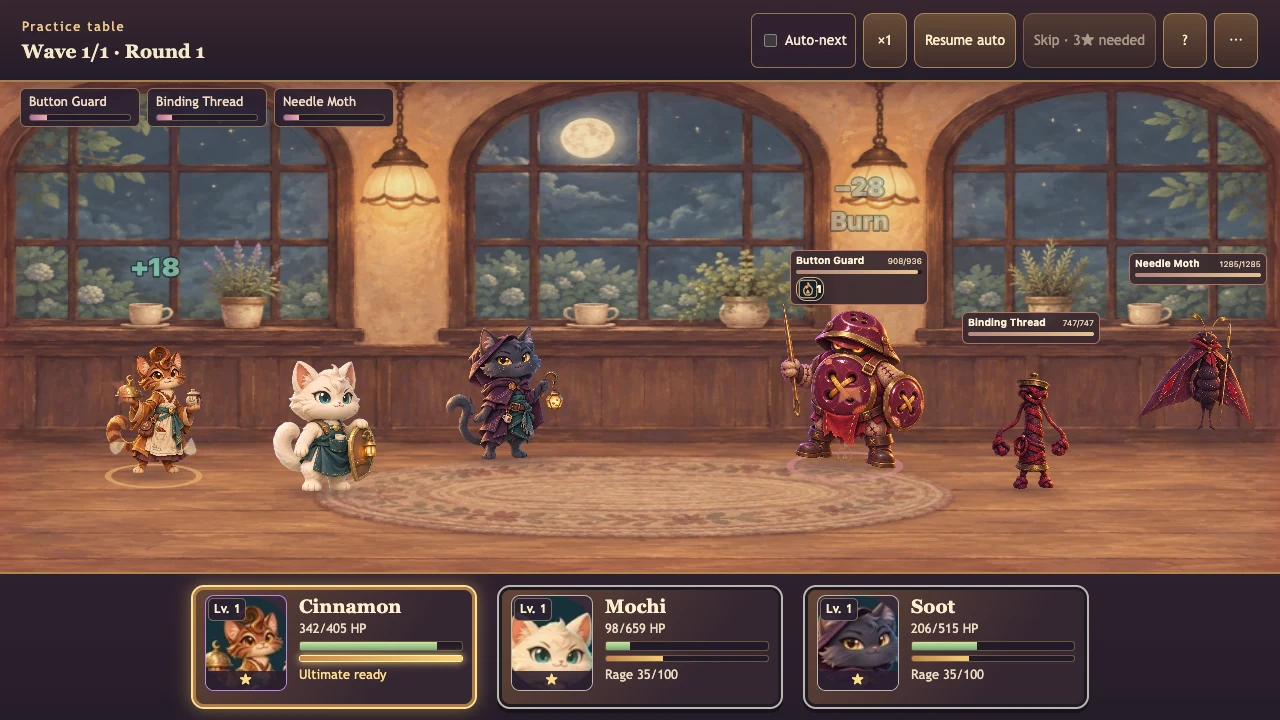 Practice table
Wave 1/1 · Round 1
Auto-next
×1
Resume auto
Skip · 3★ needed
?
···
Button Guard
Binding Thread
Needle Moth
+18
-28
Burn
Button Guard 908/936
1
Binding Thread 747/747
Needle Moth 1285/1285
Lv. 1
Cinnamon
342/405 HP
Ultimate ready
Lv. 1
Mochi
98/659 HP
Rage 35/100
Lv. 1
Soot
206/515 HP
Rage 35/100